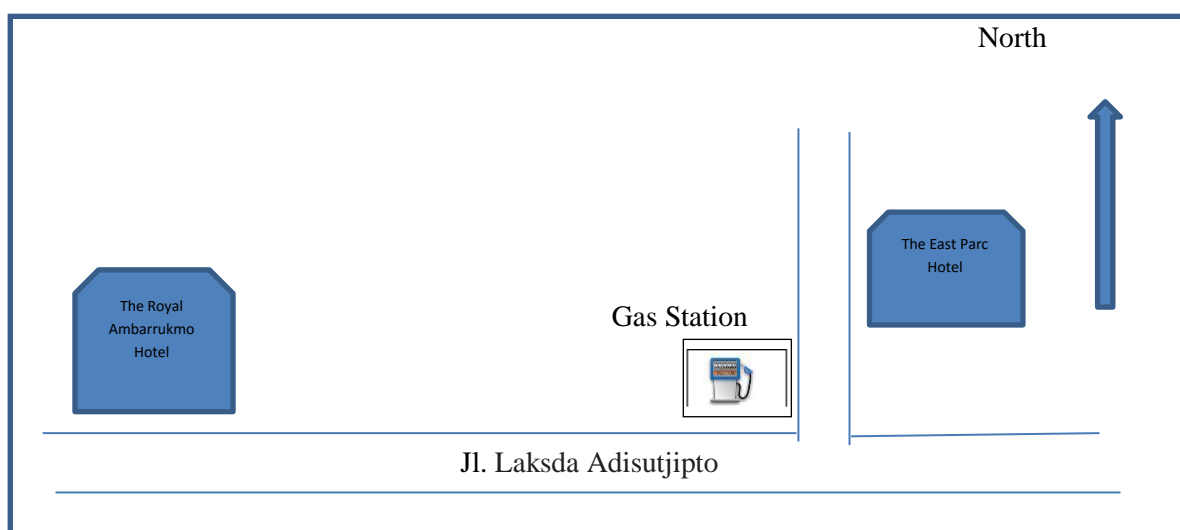 North
The East Parc
Hotel
The Royal
Ambarrukmo
Hotel
Gas Station
Jl. Laksda Adisutjipto